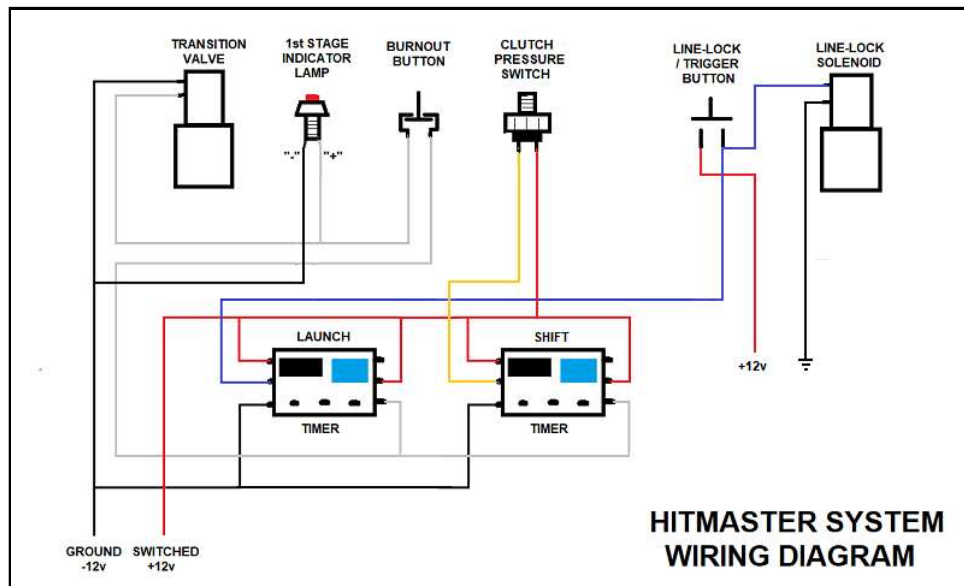 TRANSITION
VALVE
1st STAGE
INDICATOR
LAMP
BURNOUT
BUTTON
CLUTCH
PRESSURE
SWITCH
LINE-LOCK
/ TRIGGER
BUTTON
LINE-LOCK
SOLENOID
"-"
"+"
LAUNCH
SHIFT
+12v
TIMER
TIMER
HITMASTER SYSTEM
WIRING DIAGRAM
GROUND
-12v
SWITCHED
+12v